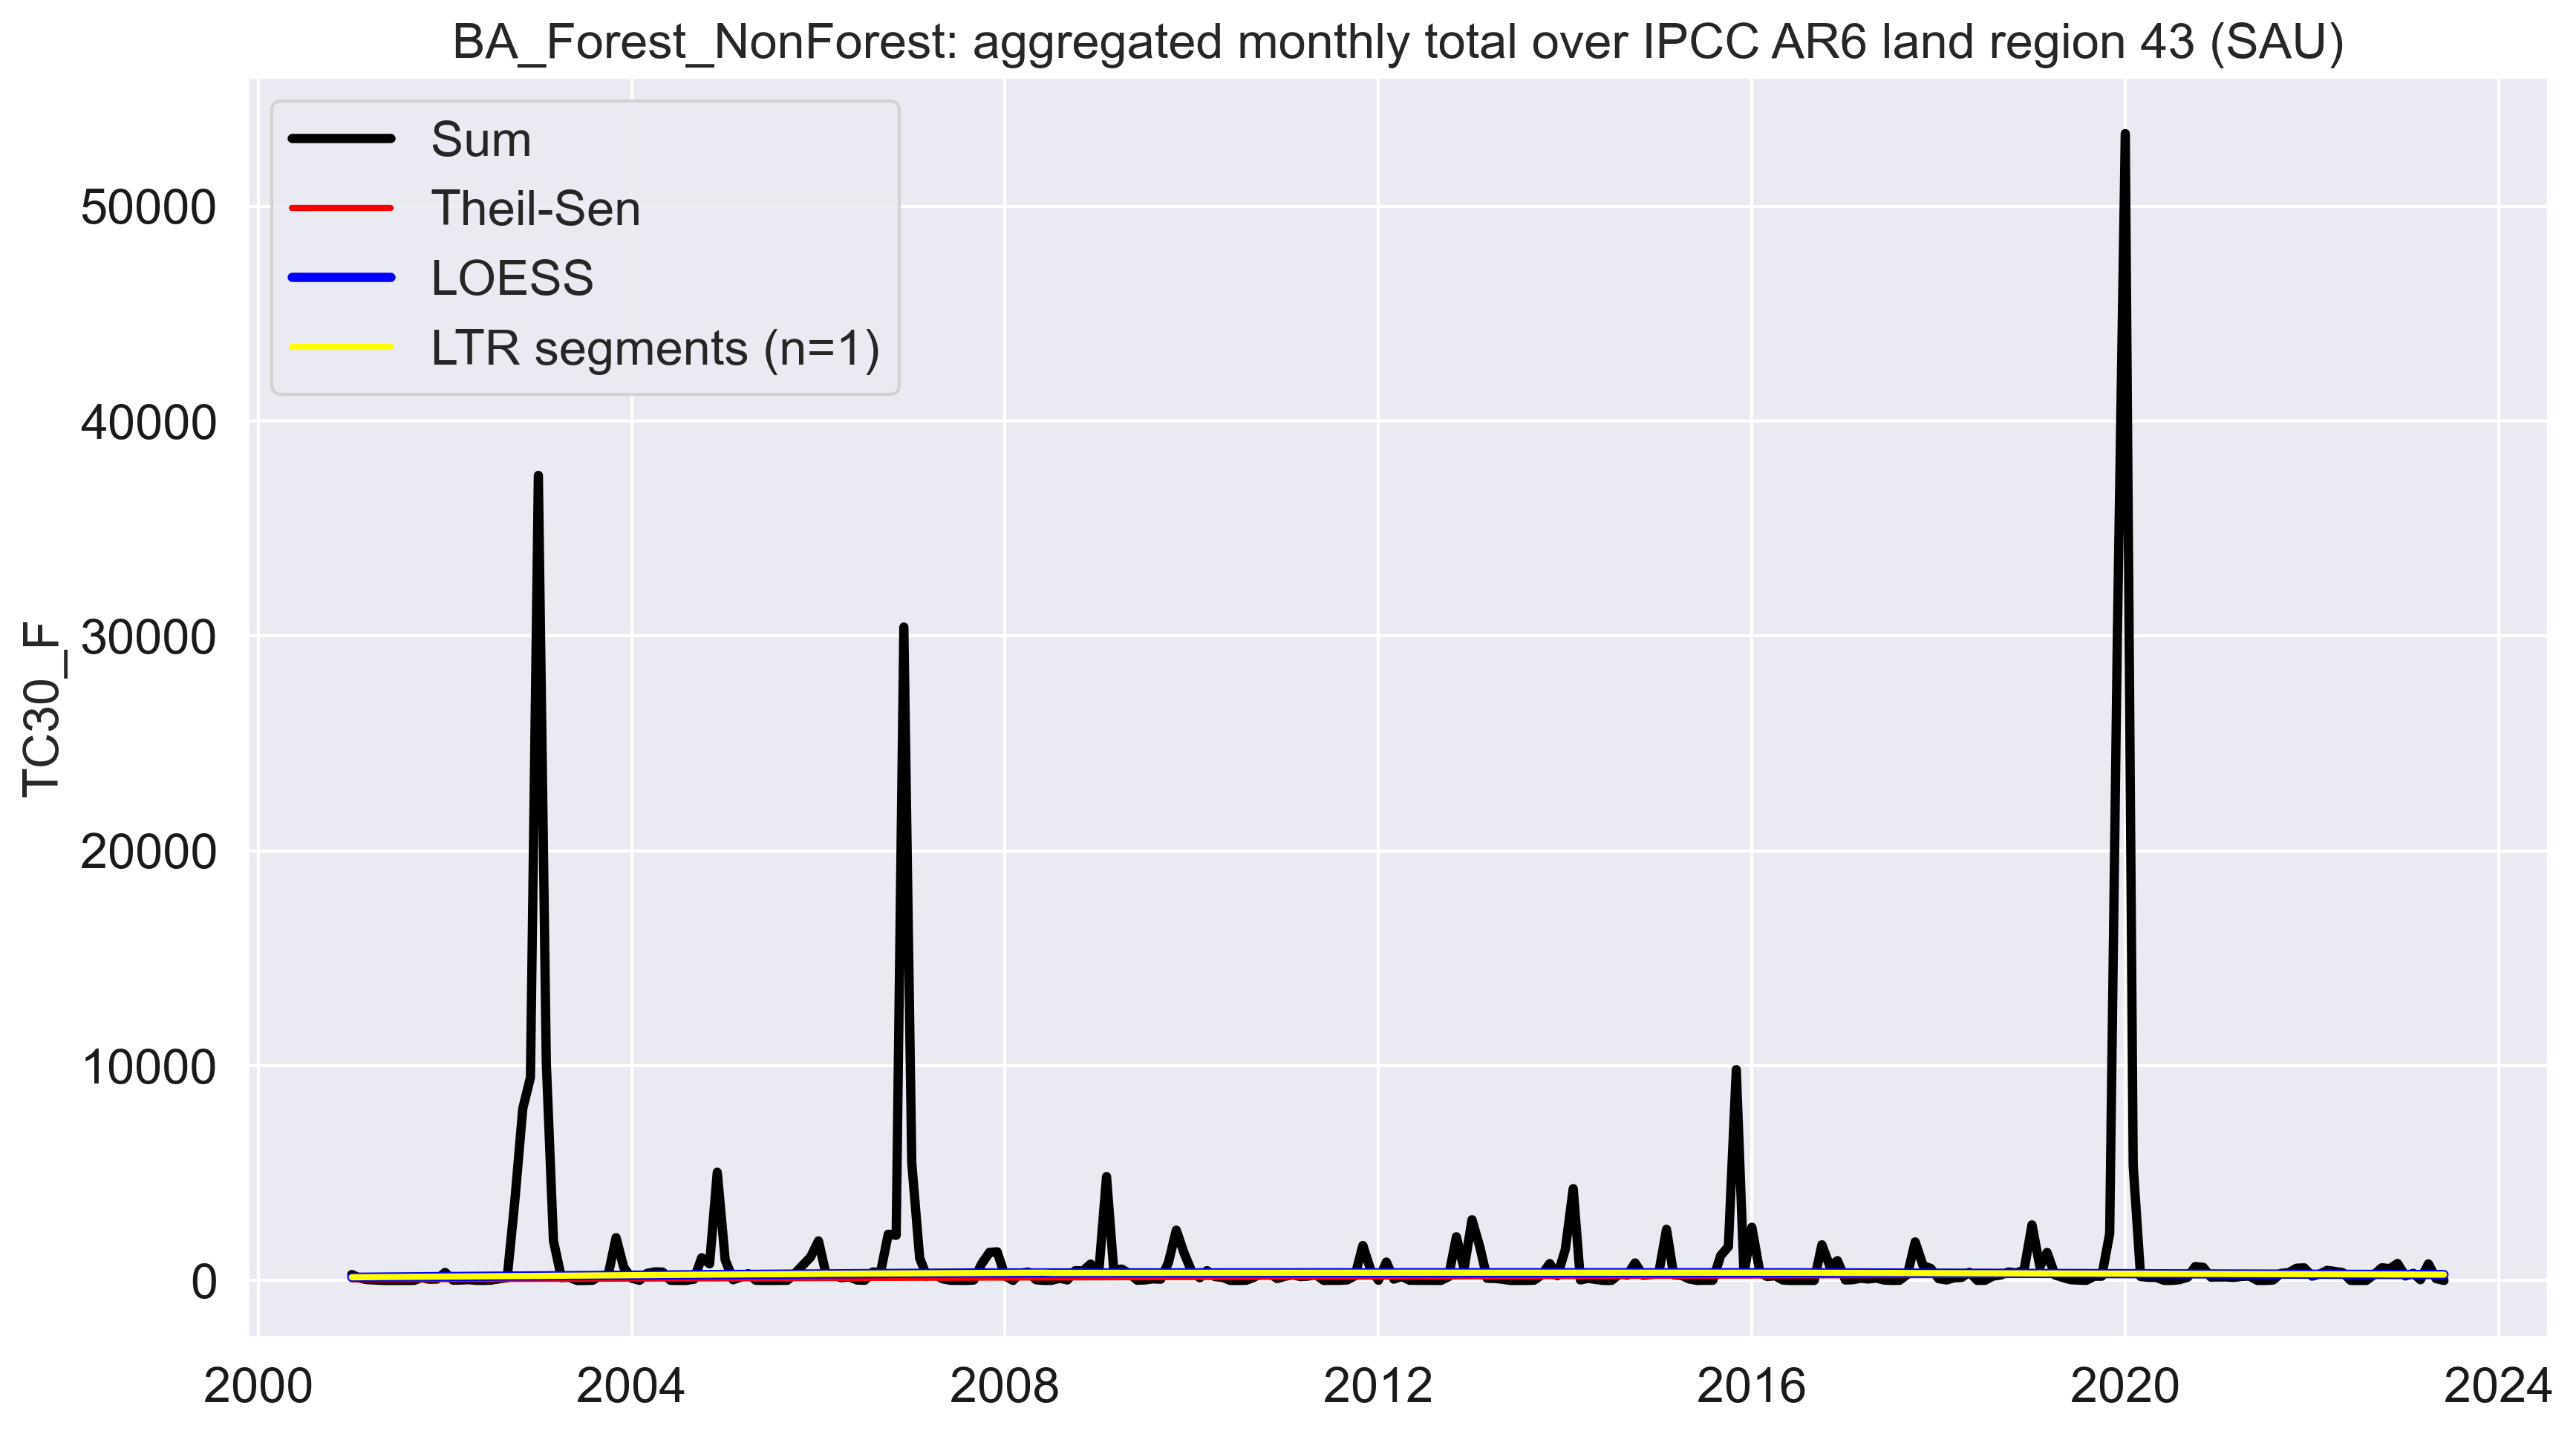 BA_Forest_NonForest: aggregated monthly total over IPCC AR6 land region 43 (SAU)
Sum
Theil-Sen
LOESS
LTR segments (n=1)
TC30_F
50000
40000
30000
20000
10000
0
2000
2004
2008
2012
2016
2020
2024